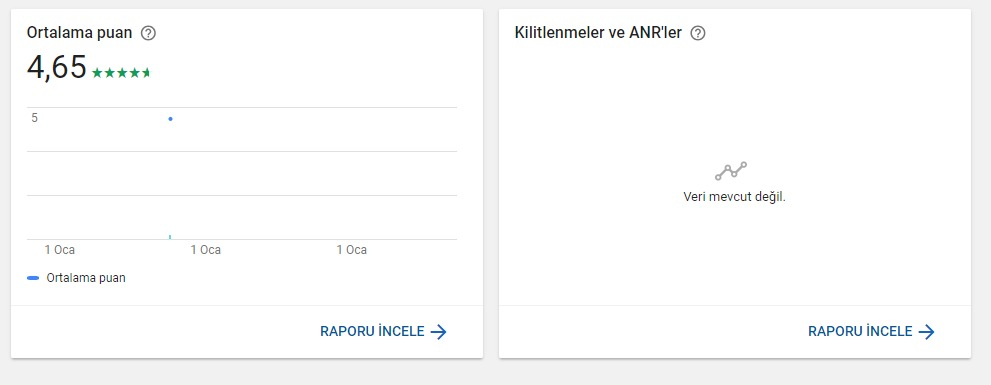 Ortalama puan
4,65
5
1 Oca
1 Oca
1 Oca
Ortalama puan
RAPORU İNCELE
Kilitlenmeler ve ANR'ler
Veri mevcut değil.
RAPORU İNCELE